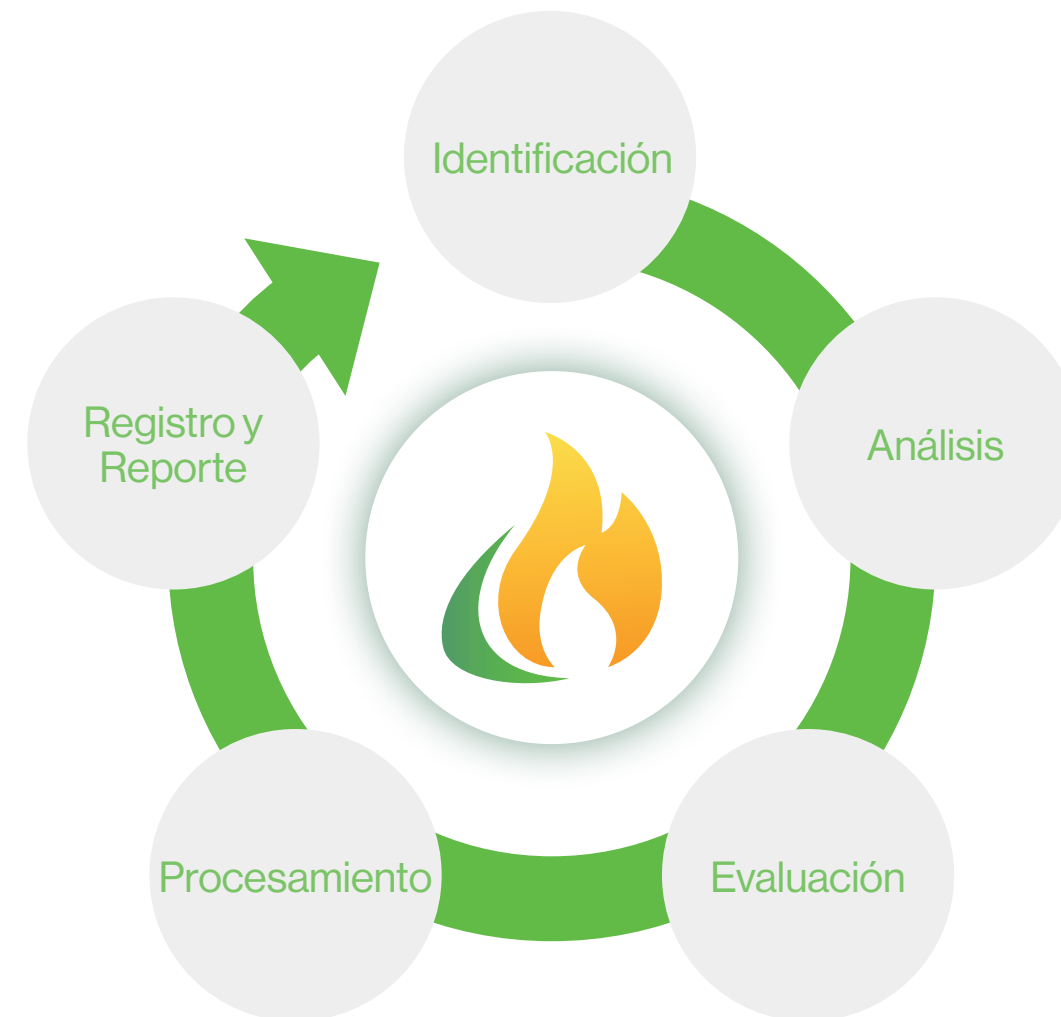 Identificación
Análisis
Evaluación
Procesamiento
Registro y
Reporte